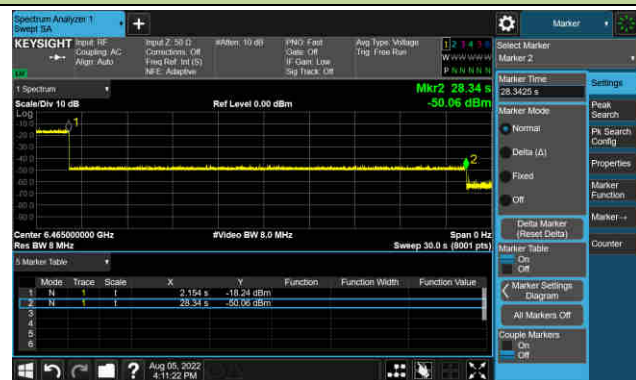 Spectrum Analyzer 1
Swept SA
+
Marker
KEYSIGHT
Input: RF
Coupling: AC
Align: Auto
Input Z: 50 Ω
Corrections: Off
Freq Ref: Int (S)
NFE: Adaptive
#Atten: 10 dB
PNO: Fast
Gate: Off
IF Gain: Low
Sig Track: Off
Avg Type: Voltage
Trig: Free Run
1 2 3 4 5 6
W W W W W W
P N N N N N
Select Marker
Marker 2
1 Spectrum
Scale/Div 10 dB
Log
Ref Level 0.00 dBm
Mkr2 28.34 s
-50.06 dBm
-10.0
-20.0
-30.0
-40.0
-50.0
-60.0
-70.0
-80.0
-90.0
1
2
Center 6.465000000 GHz
Res BW 8 MHz
#Video BW 8.0 MHz
Span 0 Hz
Sweep 30.0 s (8001 pts)
5 Marker Table
Mode Trace Scale X Y Function Function Width Function Value
1 N 1 t 2.154 s -18.24 dBm
2 N 1 t 28.34 s -50.06 dBm
3
4
5
6
Marker Time
28.3425 s
Marker Mode
Normal
Delta (Δ)
Fixed
Off
Delta Marker
(Reset Delta)
Marker Table
On
Off
Marker Settings
Diagram
All Markers Off
Couple Markers
On
Off
Settings
Peak
Search
Pk Search
Config
Properties
Marker
Function
Marker→
Counter
?
Aug 05, 2022
4:11:22 PM